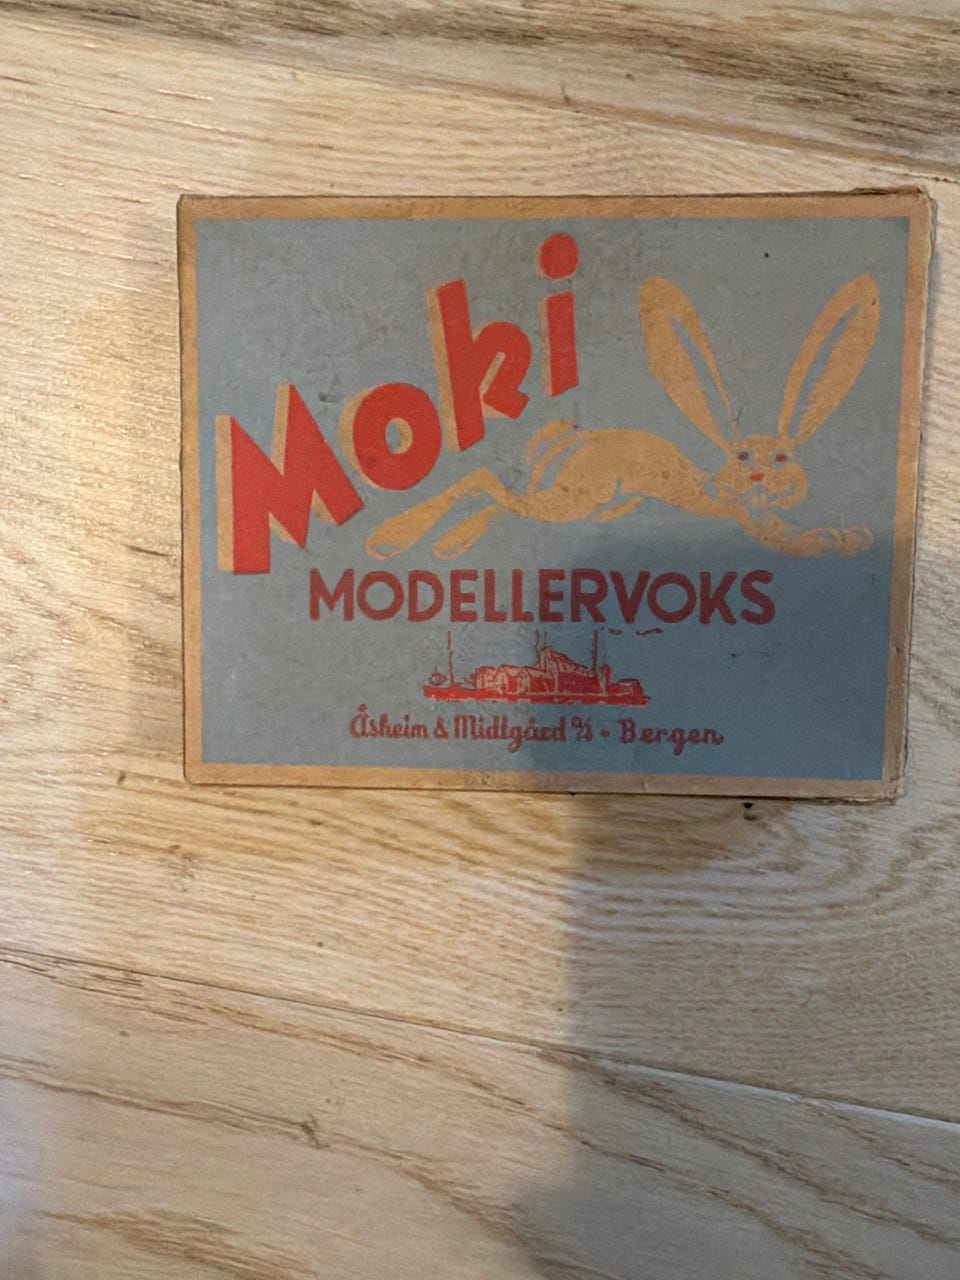 Moki
MODELLERVOKS
Åsheim & Midtgård A/S - Bergen